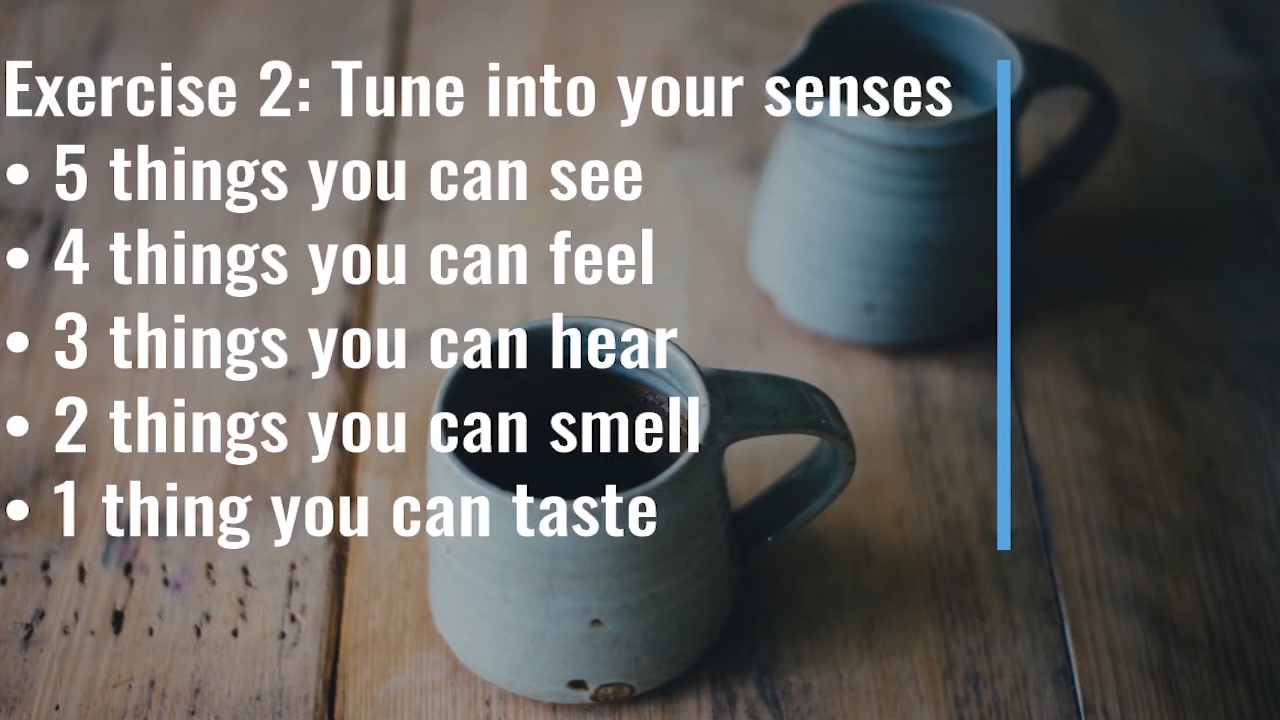 Exercise 2: Tune into your senses
• 5 things you can see
• 4 things you can feel
• 3 things you can hear
• 2 things you can smell
• 1 thing you can taste